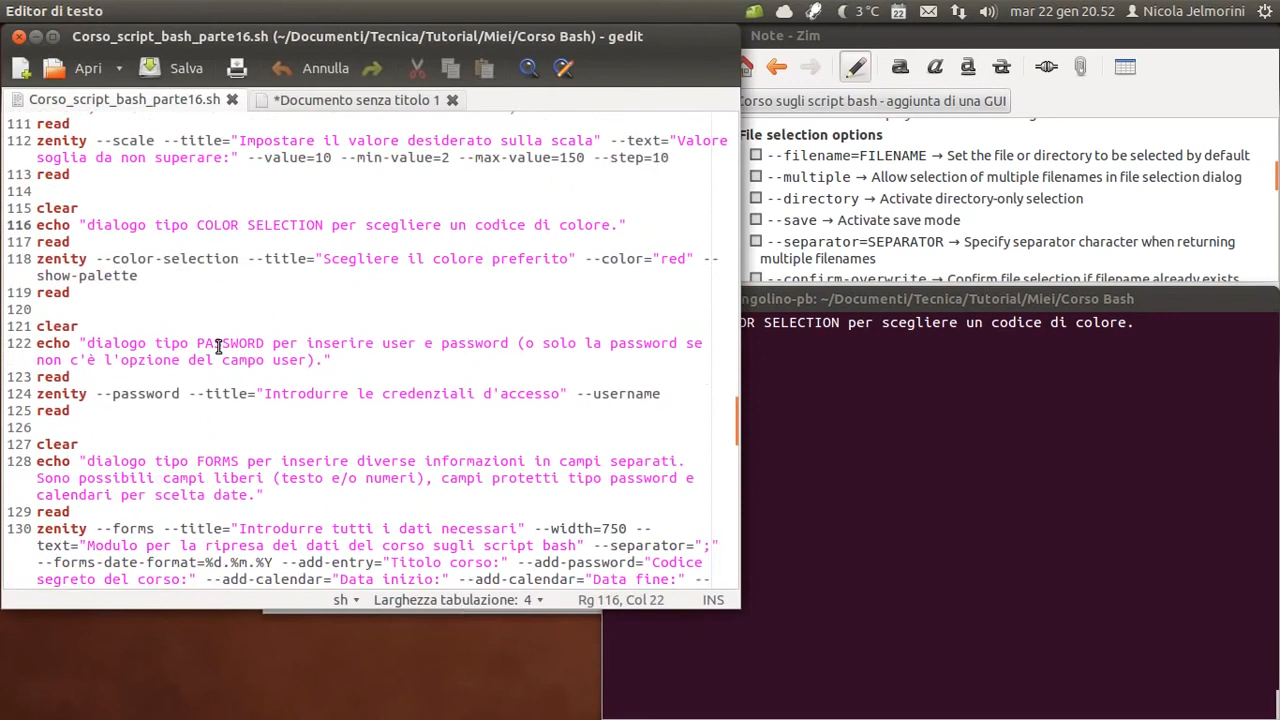 Editor di testo
3 °C
22
mar 22 gen 20.52
Nicola Jelmorini
Corso_script_bash_parte16.sh (~/Documenti/Tecnica/Tutorial/Miei/Corso Bash) - gedit
Note - Zim
Apri
Salva
Annulla
Corso_script_bash_parte16.sh
*Documento senza titolo 1
Corso sugli script bash - aggiunta di una GUI
File selection options
--filename=FILENAME → Set the file or directory to be selected by default
--multiple → Allow selection of multiple filenames in file selection dialog
--directory → Activate directory-only selection
--save → Activate save mode
--separator=SEPARATOR → Specify separator character when returning
multiple filenames
--confirm-overwrite → Confirm file selection if filename already exists
111 read
112 zenity --scale --title="Impostare il valore desiderato sulla scala" --text="Valore
soglia da non superare:" --value=10 --min-value=2 --max-value=150 --step=10
113 read
114
115 clear
116 echo "dialogo tipo COLOR SELECTION per scegliere un codice di colore."
117 read
118 zenity --color-selection --title="Scegliere il colore preferito" --color="red" --
show-palette
119 read
120
121 clear
122 echo "dialogo tipo PASSWORD per inserire user e password (o solo la password se
non c'è l'opzione del campo user)."
123 read
124 zenity --password --title="Introdurre le credenziali d'accesso" --username
125 read
126
127 clear
128 echo "dialogo tipo FORMS per inserire diverse informazioni in campi separati.
Sono possibili campi liberi (testo e/o numeri), campi protetti tipo password e
calendari per scelta date."
129 read
130 zenity --forms --title="Introdurre tutti i dati necessari" --width=750 --
text="Modulo per la ripresa dei dati del corso sugli script bash" --separator=";"
--forms-date-format=%d.%m.%Y --add-entry="Titolo corso:" --add-password="Codice
segreto del corso:" --add-calendar="Data inizio:" --add-calendar="Data fine:" --
sh
Larghezza tabulazione: 4
Rg 116, Col 22
INS
ngolino-pb: ~/Documenti/Tecnica/Tutorial/Miei/Corso Bash
OR SELECTION per scegliere un codice di colore.